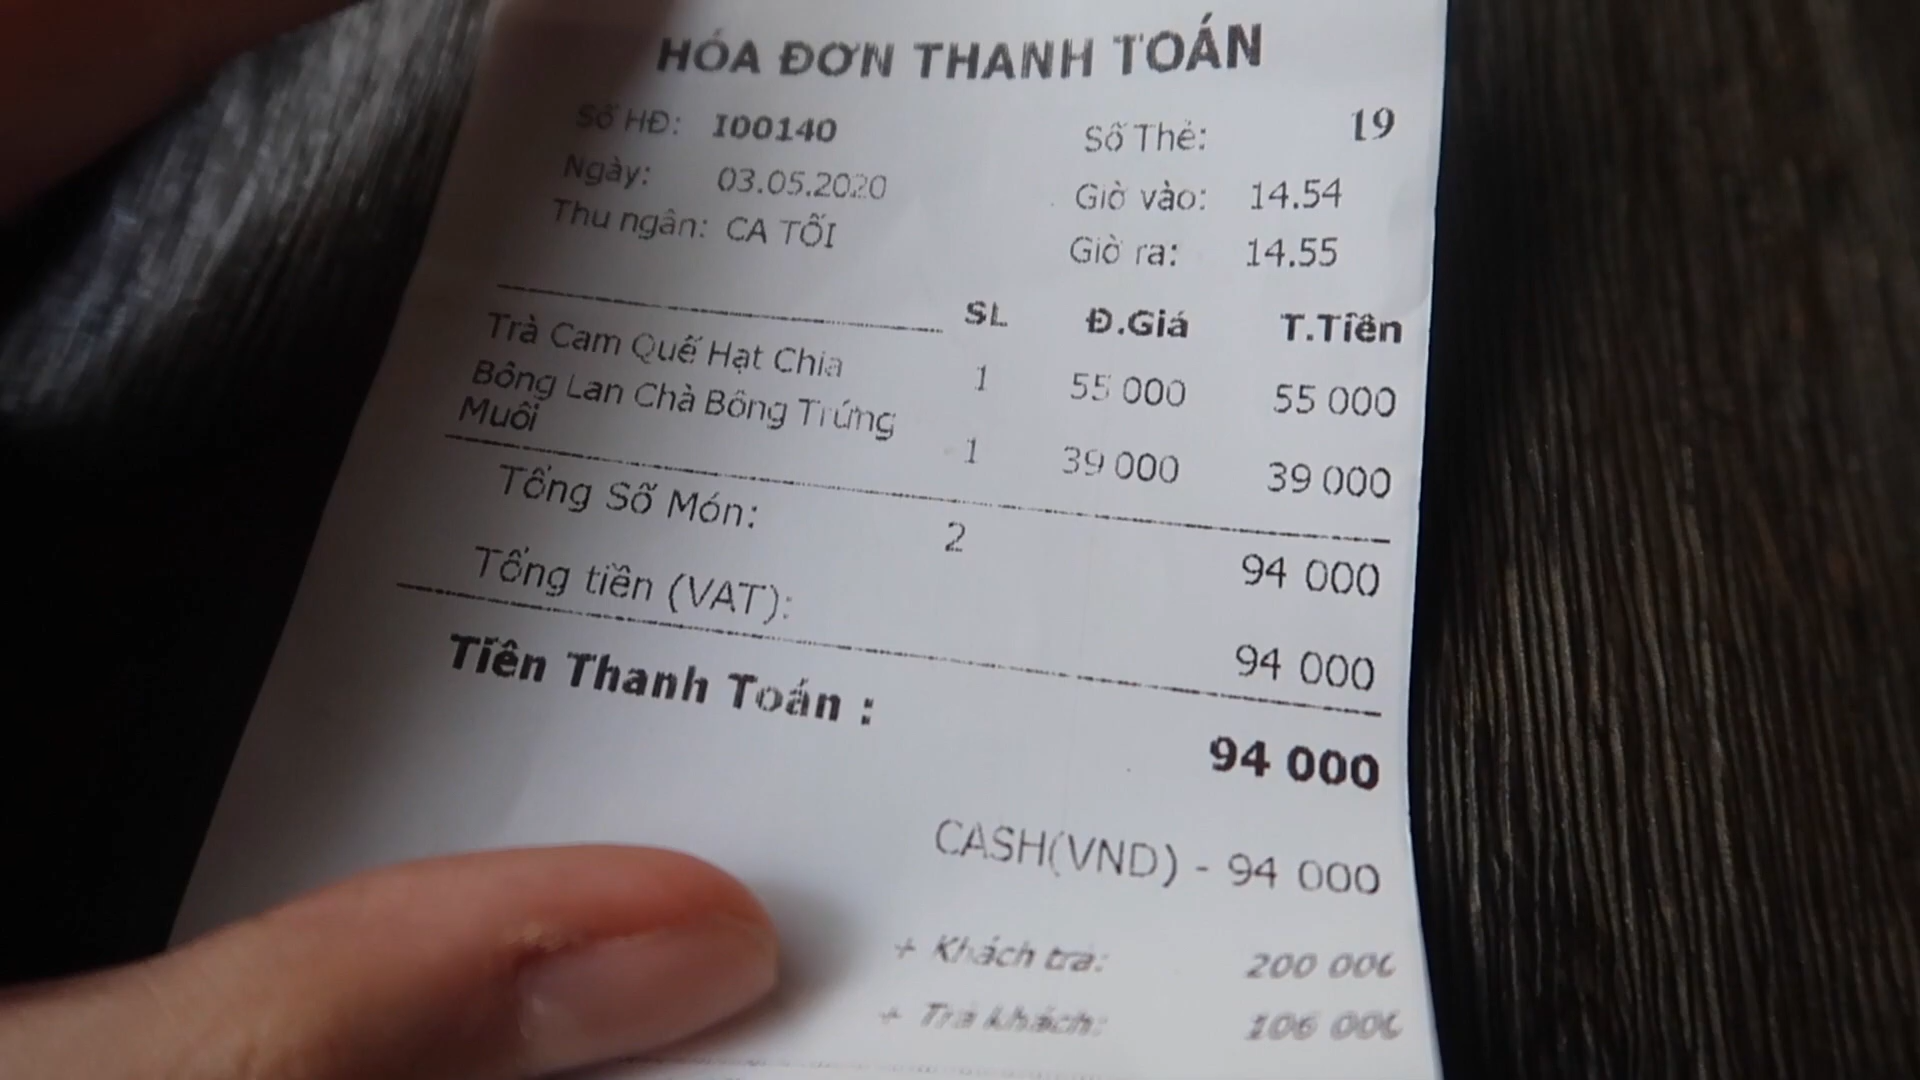 HÓA ĐƠN THANH TOÁN
Số HĐ: I00140 Số Thẻ: 19
Ngày: 03.05.2020 Giờ vào: 14.54
Thu ngân: CA TỐI Giờ ra: 14.55
SL Đ.Giá T.Tiền
Trà Cam Quế Hạt Chia 1 55 000 55 000
Bông Lan Chà Bông Trứng
Muối 1 39 000 39 000
Tổng Số Món: 2 94 000
Tổng tiền (VAT): 94 000
Tiền Thanh Toán : 94 000
CASH(VND) - 94 000
+ Khách trả: 200 000
+ Trả khách: 106 000